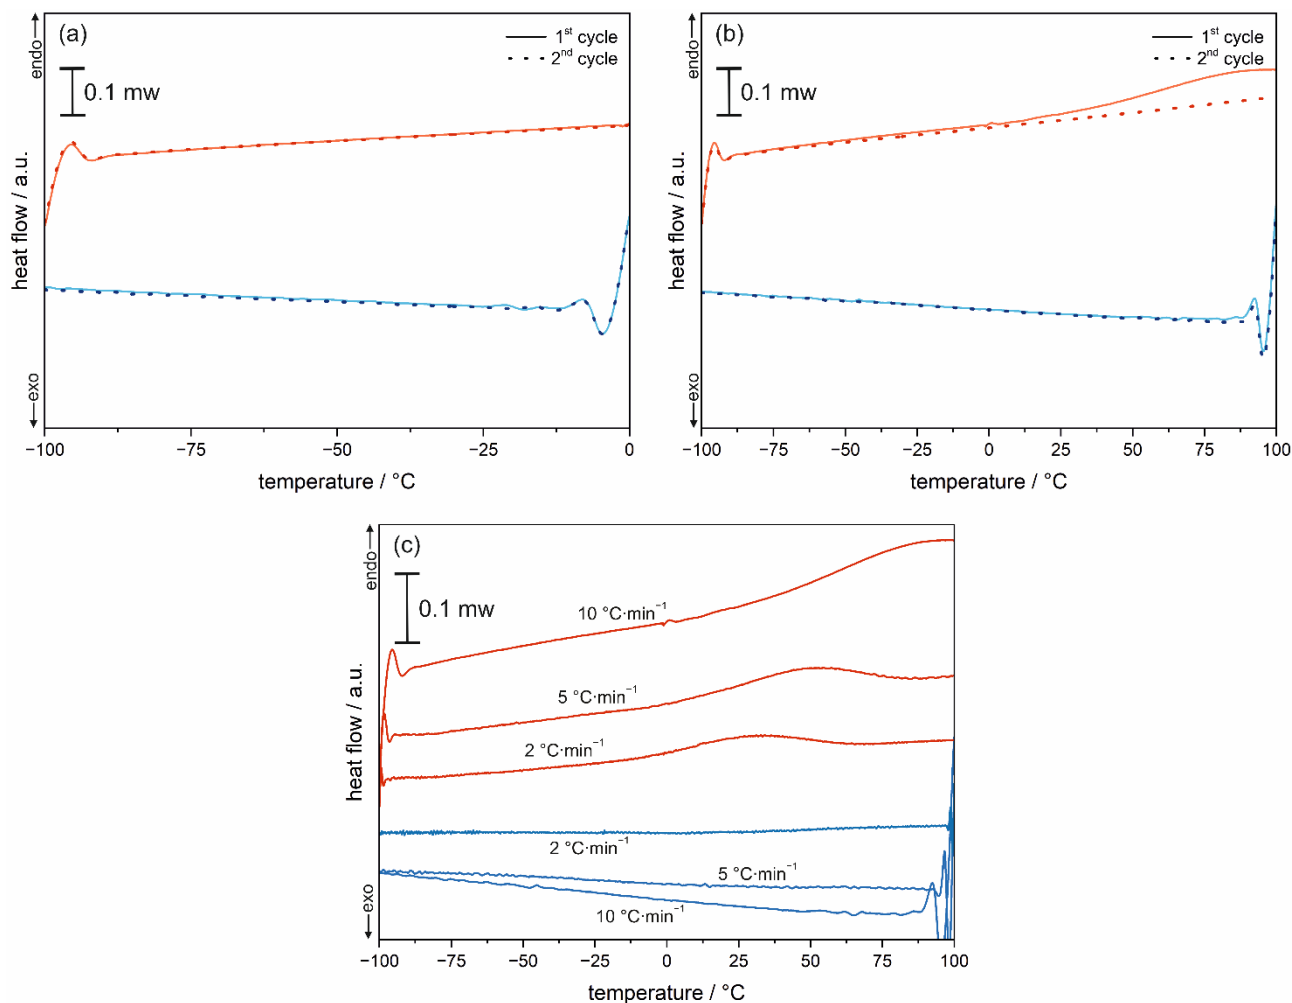 (a)
1st cycle
2nd cycle
0.1 mw
endo
heat flow / a.u.
exo
−100
−75
−50
−25
0
temperature / °C
(b)
1st cycle
2nd cycle
0.1 mw
endo
heat flow / a.u.
exo
−100
−75
−50
−25
0
25
50
75
100
temperature / °C
(c)
0.1 mw
endo
heat flow / a.u.
exo
10 °C·min⁻¹
5 °C·min⁻¹
2 °C·min⁻¹
2 °C·min⁻¹
5 °C·min⁻¹
10 °C·min⁻¹
−100
−75
−50
−25
0
25
50
75
100
temperature / °C